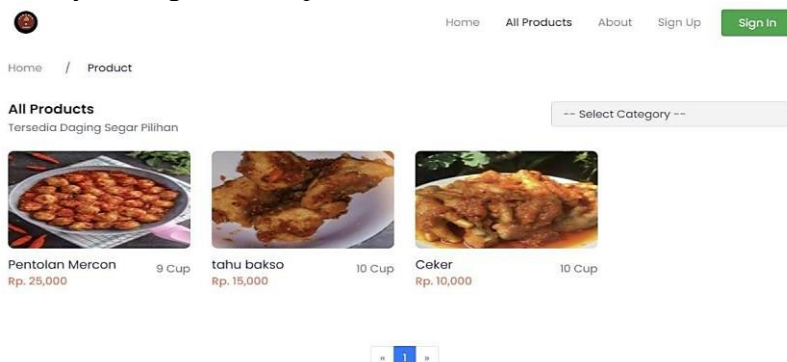 Home All Products About Sign Up Sign In
Home / Product
All Products
Tersedia Daging Segar Pilihan
-- Select Category --
Pentolan Mercon 9 Cup
Rp. 25,000
tahu bakso 10 Cup
Rp. 15,000
Ceker 10 Cup
Rp. 10,000
« 1 »